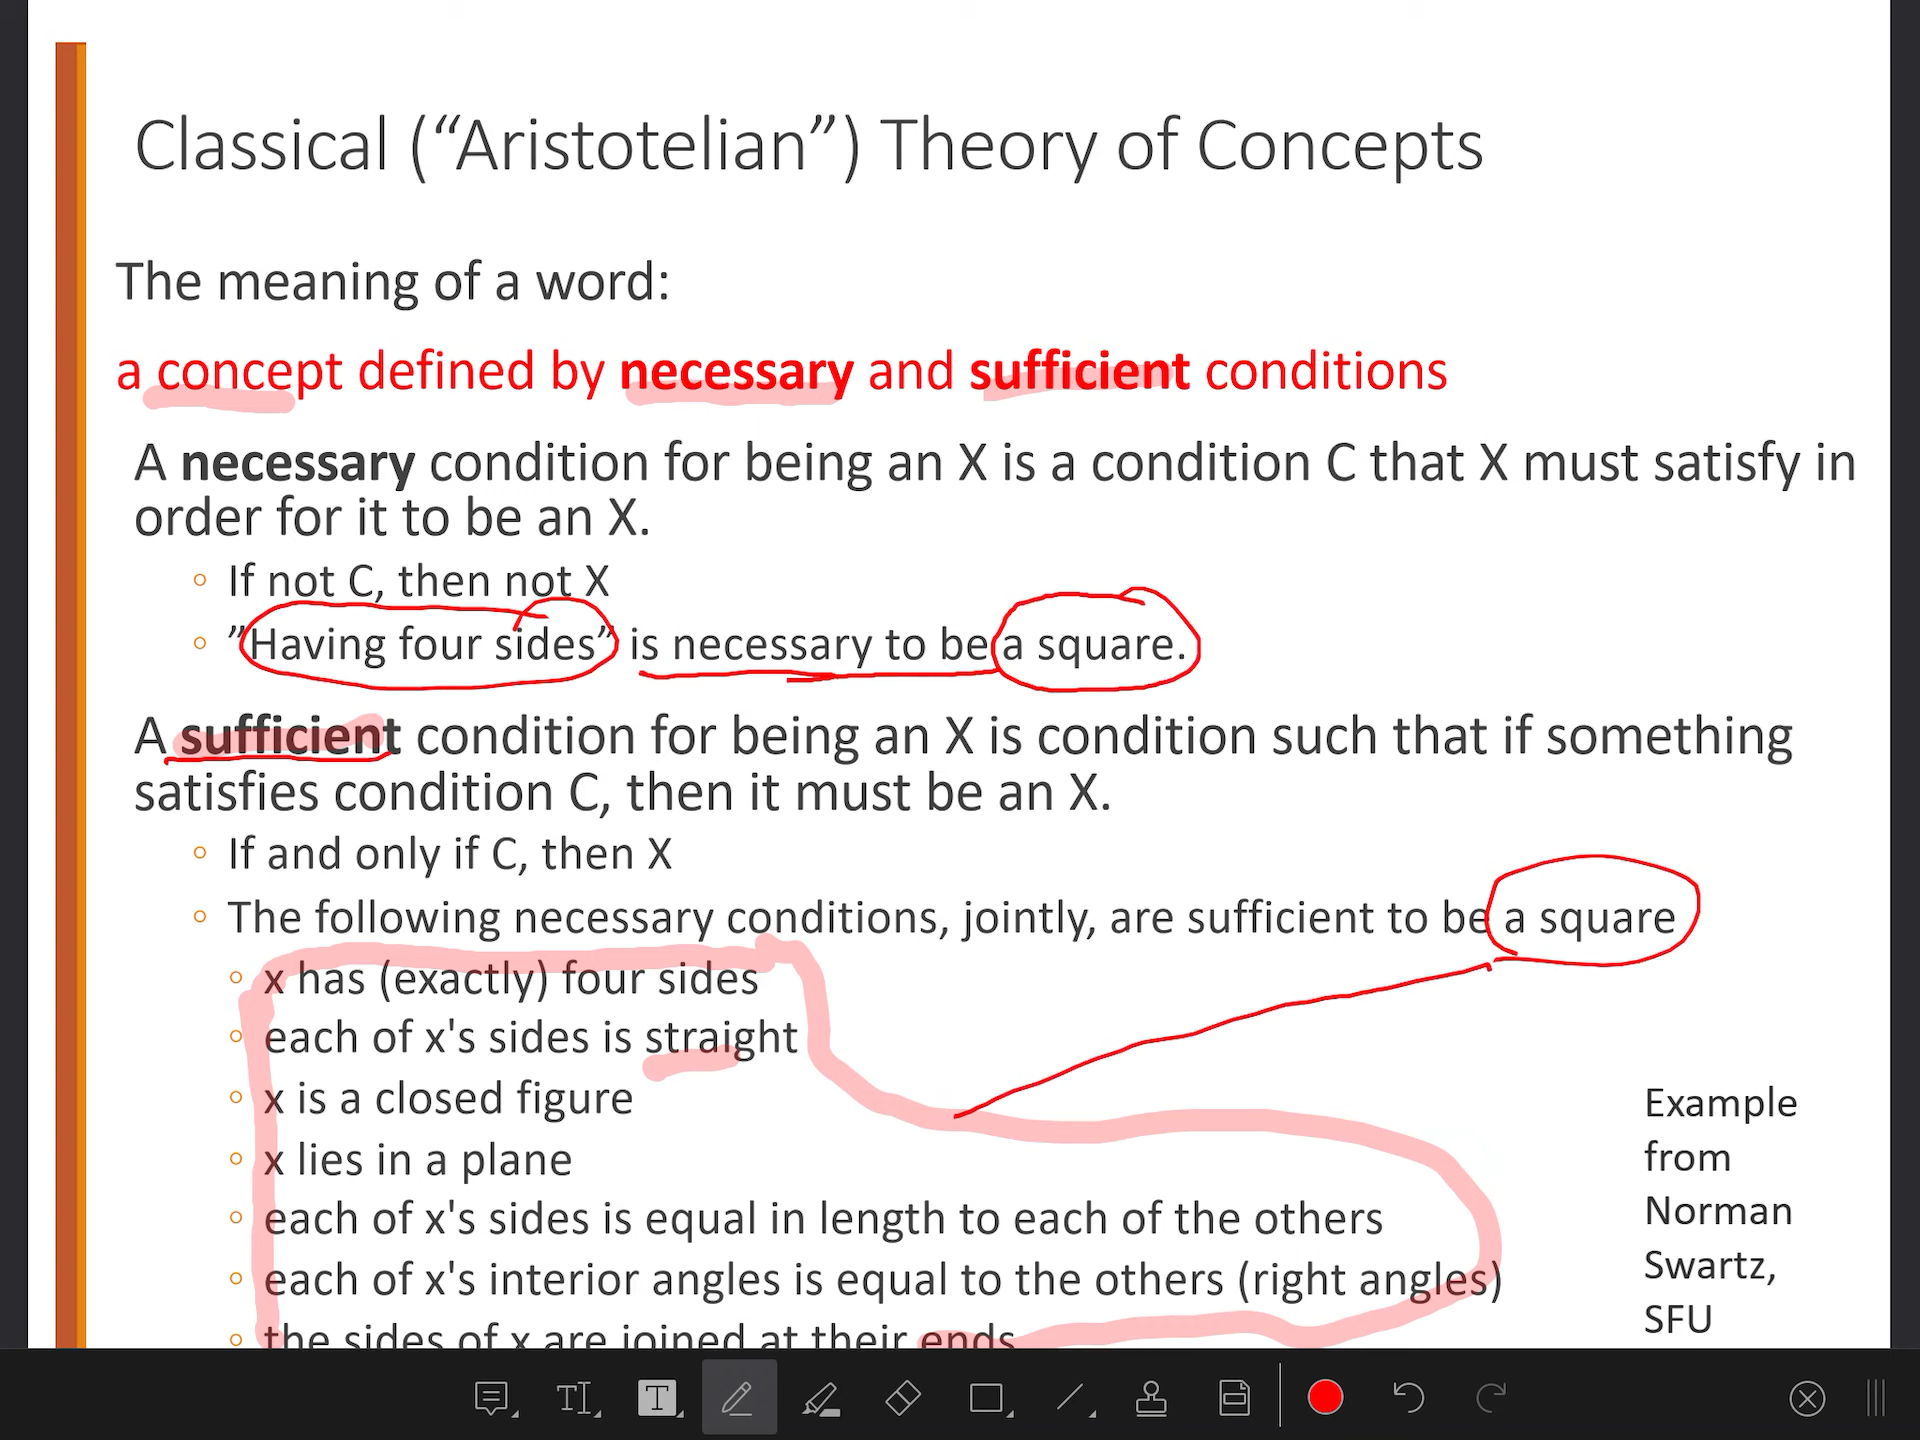 Classical (“Aristotelian”) Theory of Concepts
The meaning of a word:
a concept defined by necessary and sufficient conditions
A necessary condition for being an X is a condition C that X must satisfy in
order for it to be an X.
◦ If not C, then not X
◦ ”Having four sides” is necessary to be a square.
A sufficient condition for being an X is condition such that if something
satisfies condition C, then it must be an X.
◦ If and only if C, then X
◦ The following necessary conditions, jointly, are sufficient to be a square
◦ x has (exactly) four sides
◦ each of x's sides is straight
◦ x is a closed figure
◦ x lies in a plane
◦ each of x's sides is equal in length to each of the others
◦ each of x's interior angles is equal to the others (right angles)
◦ the sides of x are joined at their ends
Example
from
Norman
Swartz,
SFU